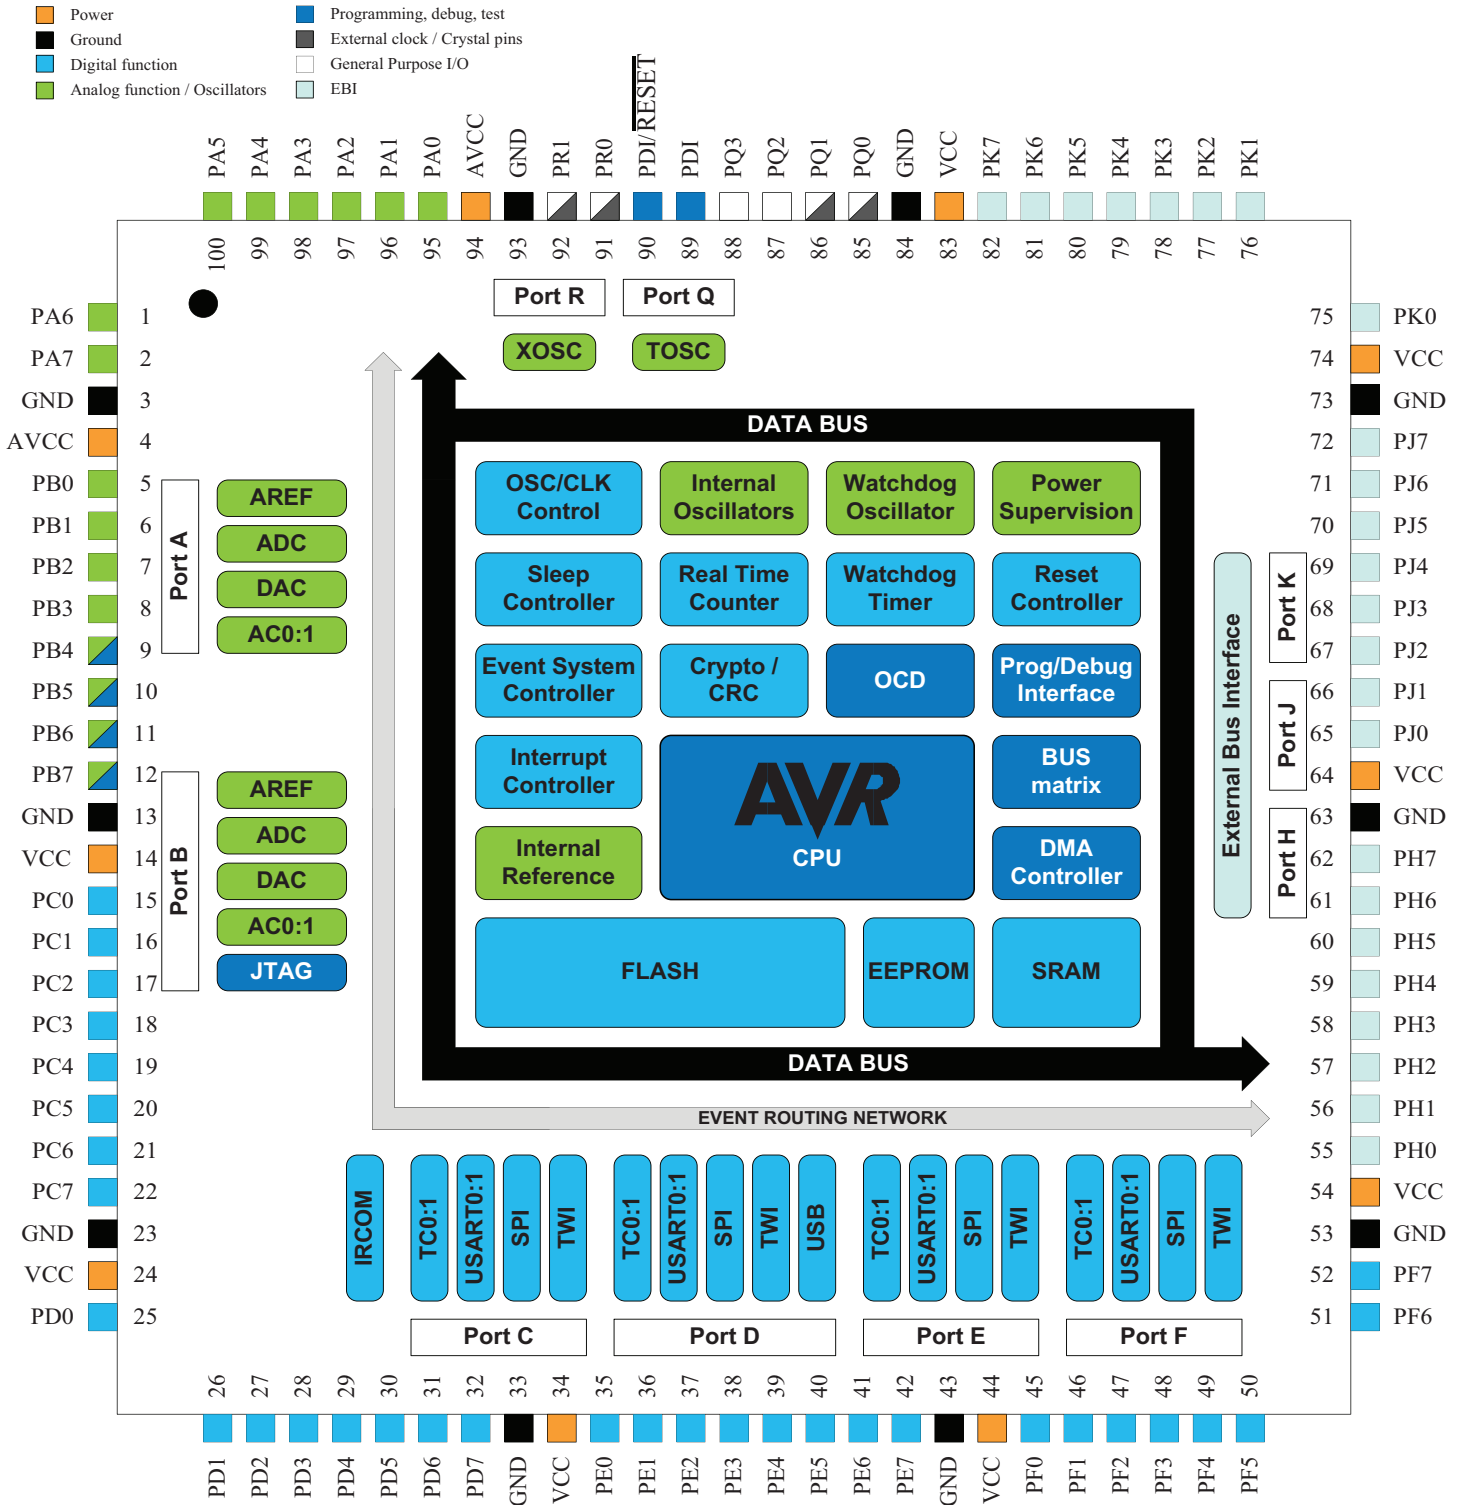 Power
Ground
Digital function
Analog function / Oscillators
Programming, debug, test
External clock / Crystal pins
General Purpose I/O
EBI
PA5
PA4
PA3
PA2
PA1
PA0
AVCC
GND
PR1
PR0
PDI/RESET
PDI
PQ3
PQ2
PQ1
PQ0
GND
VCC
PK7
PK6
PK5
PK4
PK3
PK2
PK1
100
99
98
97
96
95
94
93
92
91
90
89
88
87
86
85
84
83
82
81
80
79
78
77
76
PA6 1
PA7 2
GND 3
AVCC 4
PB0 5
PB1 6
PB2 7
PB3 8
PB4 9
PB5 10
PB6 11
PB7 12
GND 13
VCC 14
PC0 15
PC1 16
PC2 17
PC3 18
PC4 19
PC5 20
PC6 21
PC7 22
GND 23
VCC 24
PD0 25
Port R
Port Q
XOSC
TOSC
Port A
AREF
ADC
DAC
AC0:1
Port B
AREF
ADC
DAC
AC0:1
JTAG
DATA BUS
OSC/CLK
Control
Internal
Oscillators
Watchdog
Oscillator
Power
Supervision
Sleep
Controller
Real Time
Counter
Watchdog
Timer
Reset
Controller
Event System
Controller
Crypto /
CRC
OCD
Prog/Debug
Interface
Interrupt
Controller
AVR
CPU
BUS
matrix
Internal
Reference
DMA
Controller
FLASH
EEPROM
SRAM
DATA BUS
EVENT ROUTING NETWORK
External Bus Interface
Port K
Port J
Port H
75 PK0
74 VCC
73 GND
72 PJ7
71 PJ6
70 PJ5
69 PJ4
68 PJ3
67 PJ2
66 PJ1
65 PJ0
64 VCC
63 GND
62 PH7
61 PH6
60 PH5
59 PH4
58 PH3
57 PH2
56 PH1
55 PH0
54 VCC
53 GND
52 PF7
51 PF6
IRCOM
TC0:1
USART0:1
SPI
TWI
TC0:1
USART0:1
SPI
TWI
USB
TC0:1
USART0:1
SPI
TWI
TC0:1
USART0:1
SPI
TWI
Port C
Port D
Port E
Port F
26
27
28
29
30
31
32
33
34
35
36
37
38
39
40
41
42
43
44
45
46
47
48
49
50
PD1
PD2
PD3
PD4
PD5
PD6
PD7
GND
VCC
PE0
PE1
PE2
PE3
PE4
PE5
PE6
PE7
GND
VCC
PF0
PF1
PF2
PF3
PF4
PF5